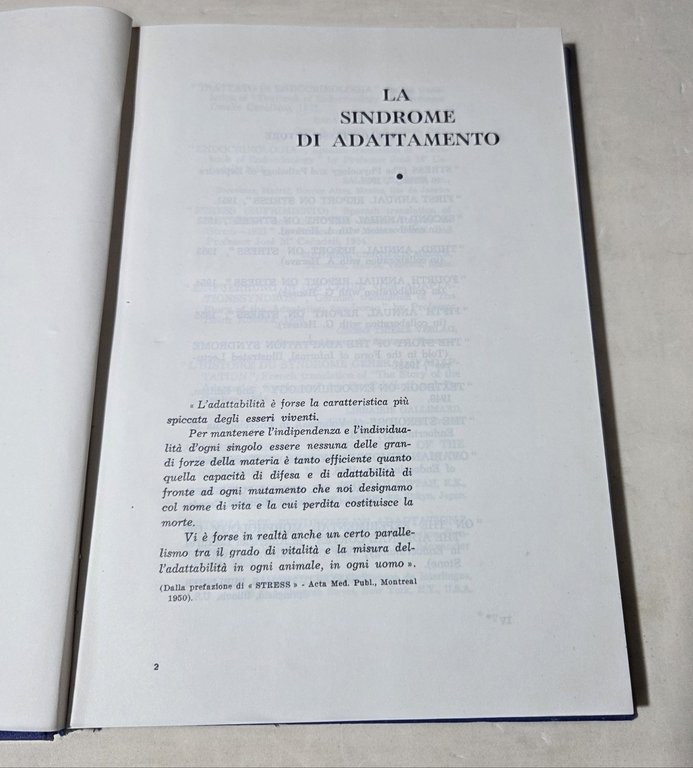 LA
SINDROME
DI ADATTAMENTO
« L'adattabilità è forse la caratteristica più
spiccata degli esseri viventi.
Per mantenere l'indipendenza e l'individua-
lità d'ogni singolo essere nessuna delle gran-
di forze della materia è tanto efficiente quanto
quella capacità di difesa e di adattabilità di
fronte ad ogni mutamento che noi designamo
col nome di vita e la cui perdita costituisce la
morte.
Vi è forse in realtà anche un certo paralle-
lismo tra il grado di vitalità e la misura del-
l'adattabilità in ogni animale, in ogni uomo ».
(Dalla prefazione di « STRESS » - Acta Med. Publ., Montreal
1950).
2